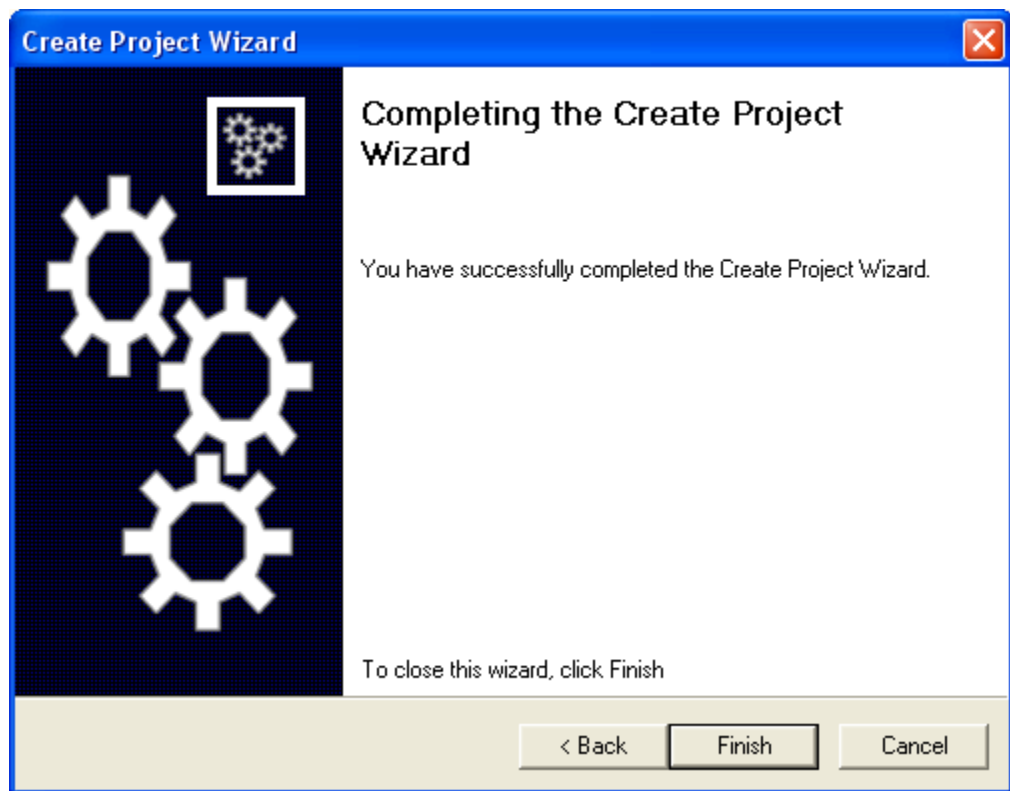 Create Project Wizard
Completing the Create Project
Wizard
You have successfully completed the Create Project Wizard.
To close this wizard, click Finish
< Back
Finish
Cancel